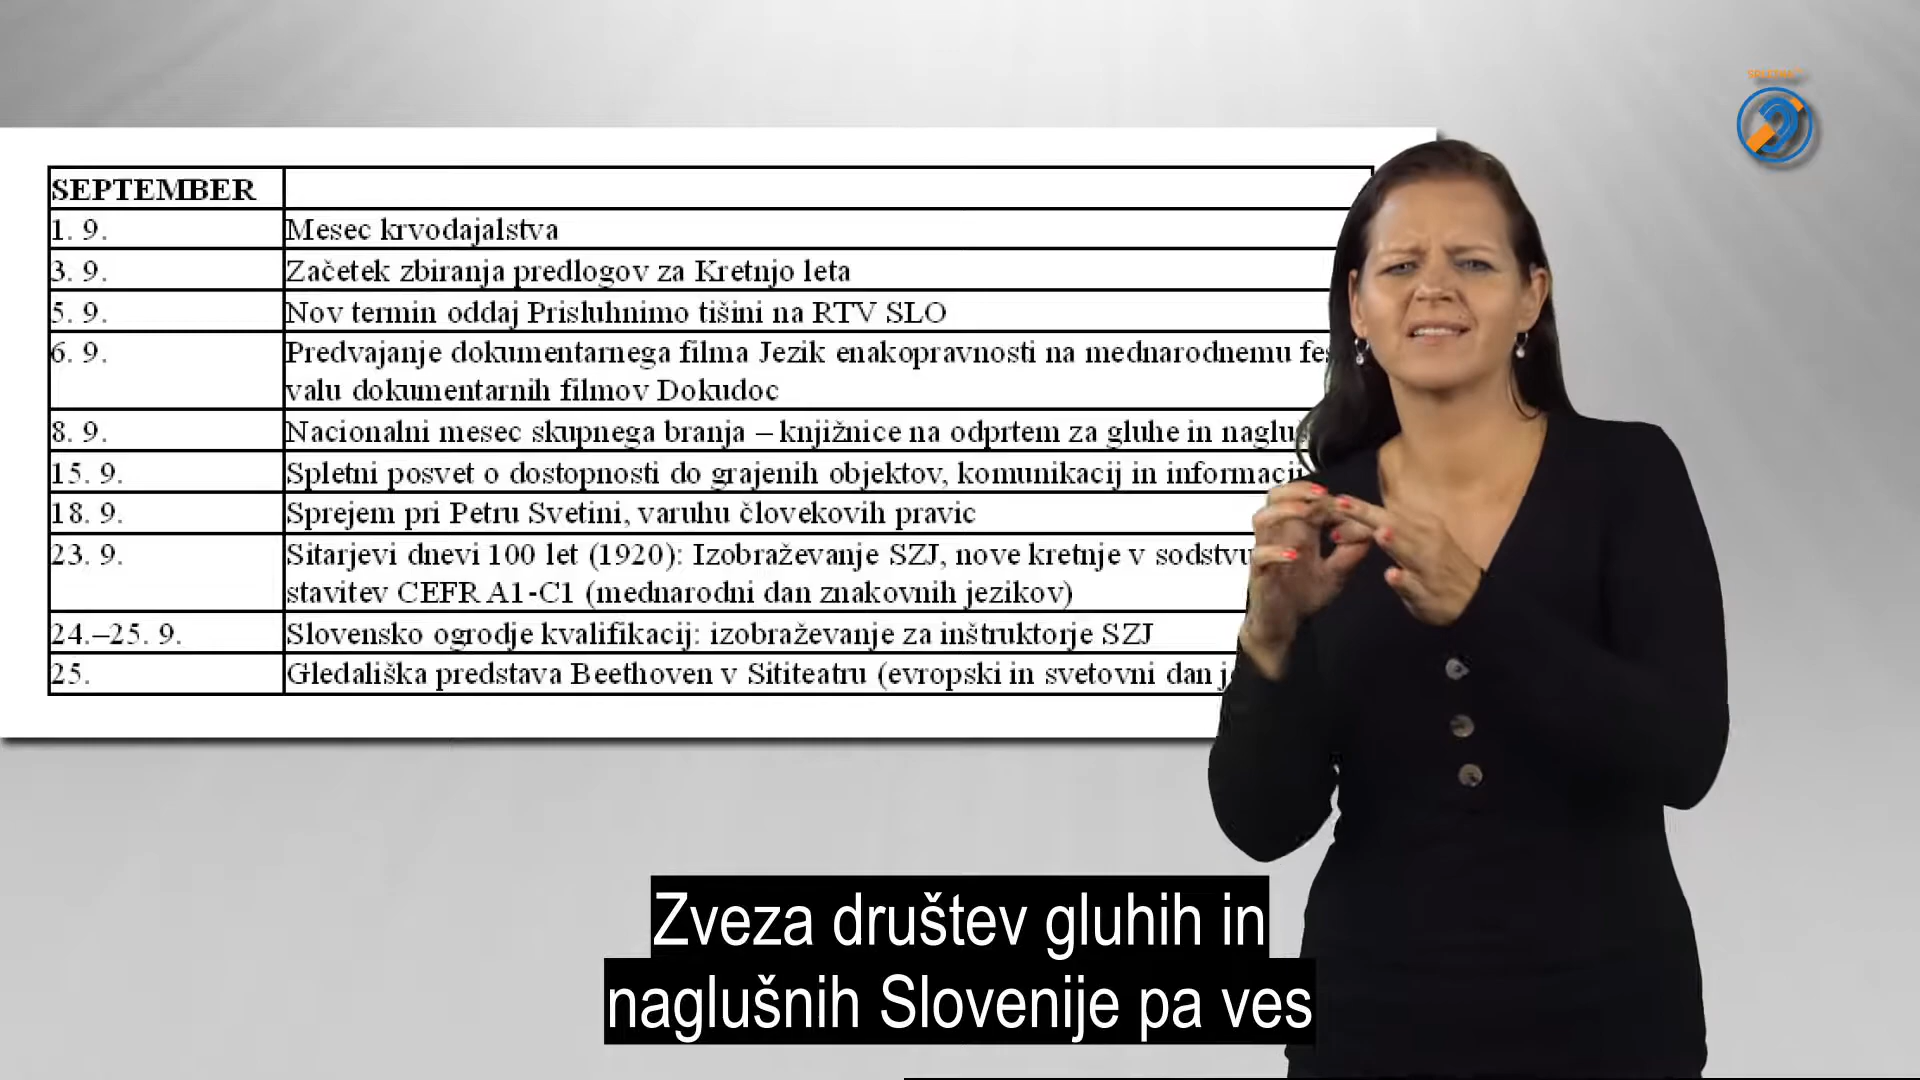 SEPTEMBER
1. 9. Mesec krvodajalstva
3. 9. Začetek zbiranja predlogov za Kretnjo leta
5. 9. Nov termin oddaj Prisluhnimo tišini na RTV SLO
6. 9. Predvajanje dokumentarnega filma Jezik enakopravnosti na mednarodnemu
valu dokumentarnih filmov Dokudoc
8. 9. Nacionalni mesec skupnega branja – knjižnice na odprtem za gluhe in
15. 9. Spletni posvet o dostopnosti do grajenih objektov, komunikacij in informacij
18. 9. Sprejem pri Petru Svetini, varuhu človekovih pravic
23. 9. Sitarjevi dnevi 100 let (1920): Izobraževanje SZJ, nove kretnje v sodstvu
stavitev CEFR A1-C1 (mednarodni dan znakovnih jezikov)
24.–25. 9. Slovensko ogrodje kvalifikacij: izobraževanje za inštruktorje SZJ
25. Gledališka predstava Beethoven v Sititeatru (evropski in svetovni dan
Zveza društev gluhih in
naglušnih Slovenije pa ves